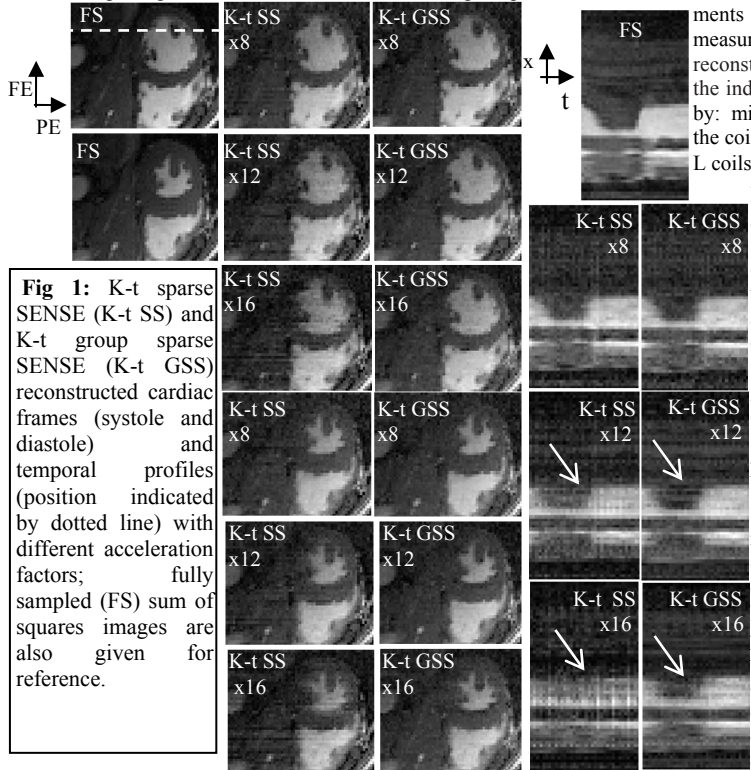 FS
K-t SS
x8
K-t GSS
x8
FE
PE
FS
K-t SS
x12
K-t GSS
x12
Fig 1: K-t sparse
SENSE (K-t SS) and
K-t group sparse
SENSE (K-t GSS)
reconstructed cardiac
frames (systole and
diastole) and
temporal profiles
(position indicated
by dotted line) with
different acceleration
factors; fully
sampled (FS) sum of
squares images are
also given for
reference.
K-t SS
x16
K-t GSS
x16
K-t SS
x8
K-t GSS
x8
K-t SS
x12
K-t GSS
x12
K-t SS
x16
K-t GSS
x16
x
t
FS
ments
measur
reconst
the ind
by: mi
the coi
L coils
K-t SS
x8
K-t GSS
x8
K-t SS
x12
K-t GSS
x12
K-t SS
x16
K-t GSS
x16